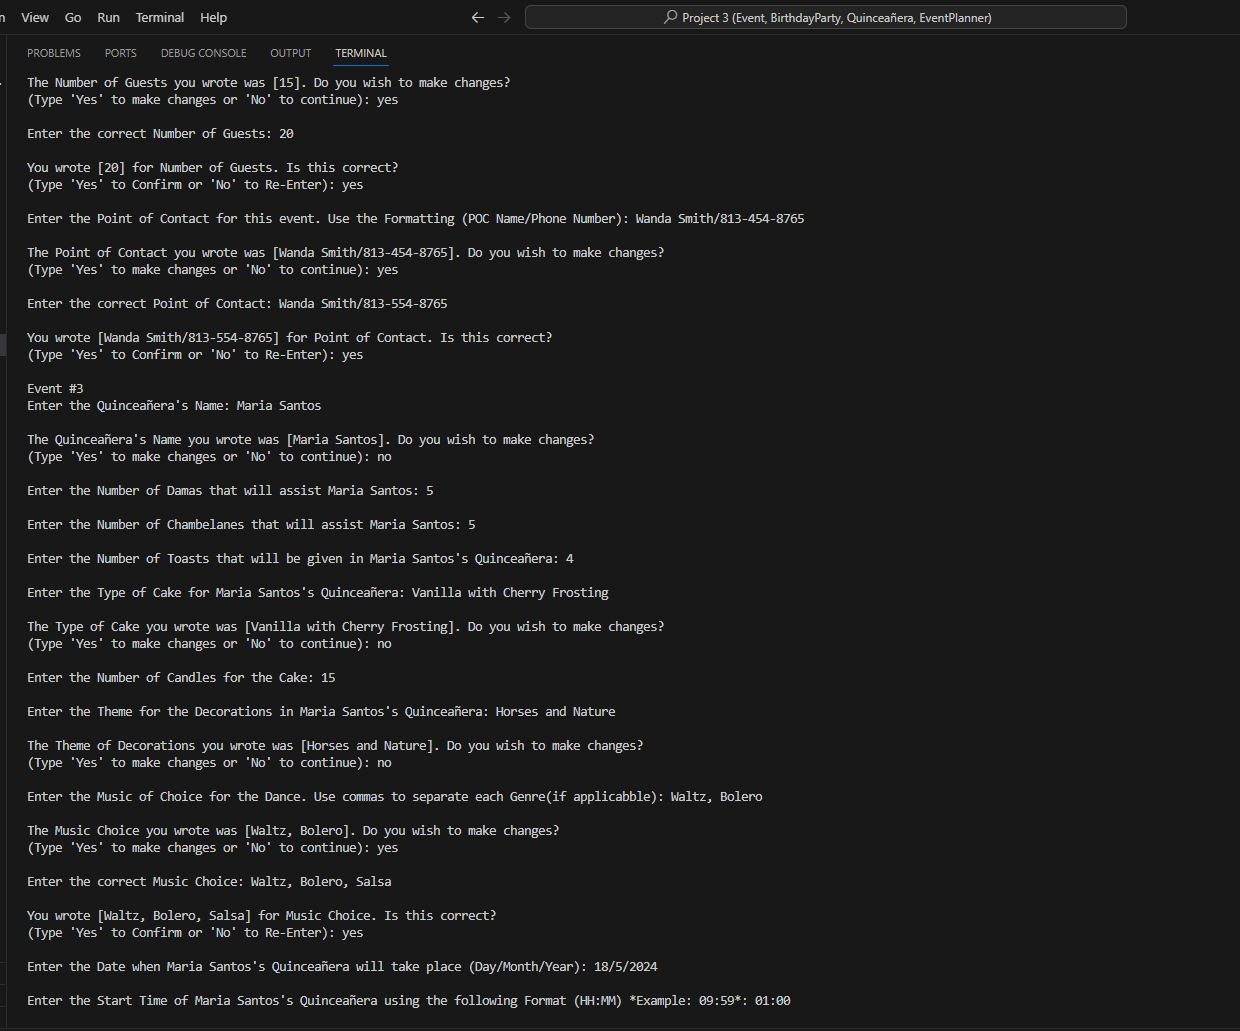 View Go Run Terminal Help
Project 3 (Event, BirthdayParty, Quinceañera, EventPlanner)
PROBLEMS PORTS DEBUG CONSOLE OUTPUT TERMINAL
The Number of Guests you wrote was [15]. Do you wish to make changes?
(Type 'Yes' to make changes or 'No' to continue): yes
Enter the correct Number of Guests: 20
You wrote [20] for Number of Guests. Is this correct?
(Type 'Yes' to Confirm or 'No' to Re-Enter): yes
Enter the Point of Contact for this event. Use the Formatting (POC Name/Phone Number): Wanda Smith/813-454-8765
The Point of Contact you wrote was [Wanda Smith/813-454-8765]. Do you wish to make changes?
(Type 'Yes' to make changes or 'No' to continue): yes
Enter the correct Point of Contact: Wanda Smith/813-554-8765
You wrote [Wanda Smith/813-554-8765] for Point of Contact. Is this correct?
(Type 'Yes' to Confirm or 'No' to Re-Enter): yes
Event #3
Enter the Quinceañera's Name: Maria Santos
The Quinceañera's Name you wrote was [Maria Santos]. Do you wish to make changes?
(Type 'Yes' to make changes or 'No' to continue): no
Enter the Number of Damas that will assist Maria Santos: 5
Enter the Number of Chambelanes that will assist Maria Santos: 5
Enter the Number of Toasts that will be given in Maria Santos's Quinceañera: 4
Enter the Type of Cake for Maria Santos's Quinceañera: Vanilla with Cherry Frosting
The Type of Cake you wrote was [Vanilla with Cherry Frosting]. Do you wish to make changes?
(Type 'Yes' to make changes or 'No' to continue): no
Enter the Number of Candles for the Cake: 15
Enter the Theme for the Decorations in Maria Santos's Quinceañera: Horses and Nature
The Theme of Decorations you wrote was [Horses and Nature]. Do you wish to make changes?
(Type 'Yes' to make changes or 'No' to continue): no
Enter the Music of Choice for the Dance. Use commas to separate each Genre(if applicabble): Waltz, Bolero
The Music Choice you wrote was [Waltz, Bolero]. Do you wish to make changes?
(Type 'Yes' to make changes or 'No' to continue): yes
Enter the correct Music Choice: Waltz, Bolero, Salsa
You wrote [Waltz, Bolero, Salsa] for Music Choice. Is this correct?
(Type 'Yes' to Confirm or 'No' to Re-Enter): yes
Enter the Date when Maria Santos's Quinceañera will take place (Day/Month/Year): 18/5/2024
Enter the Start Time of Maria Santos's Quinceañera using the following Format (HH:MM) *Example: 09:59*: 01:00